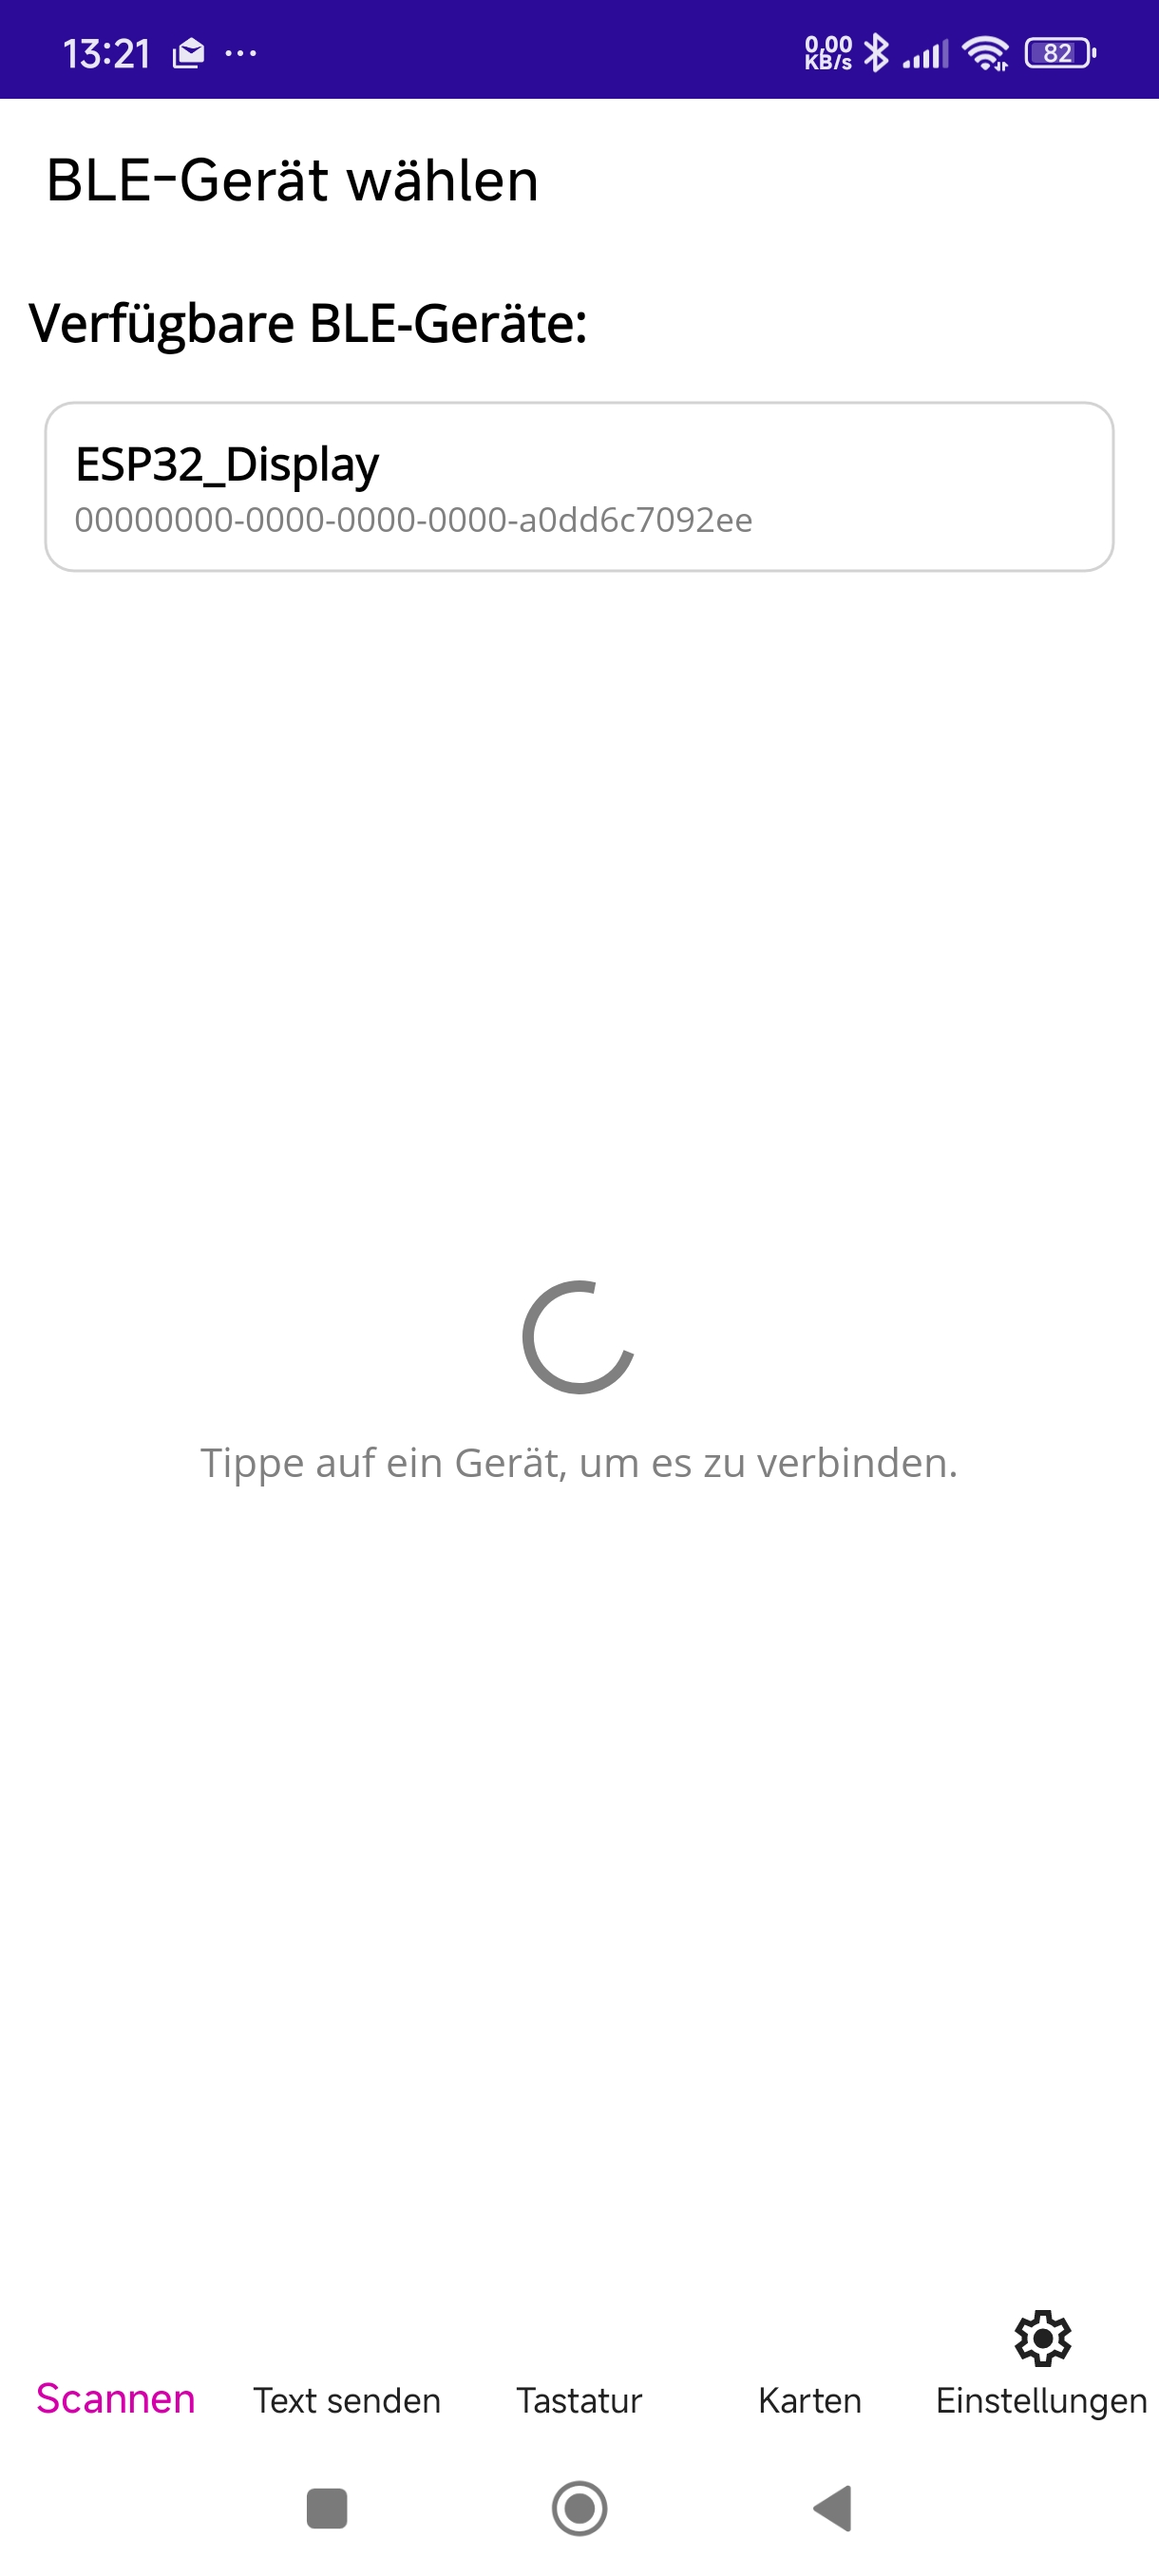 13:21
0,00
KB/s
82
BLE-Gerät wählen
Verfügbare BLE-Geräte:
ESP32_Display
00000000-0000-0000-0000-a0dd6c7092ee
Tippe auf ein Gerät, um es zu verbinden.
Scannen Text senden Tastatur Karten Einstellungen